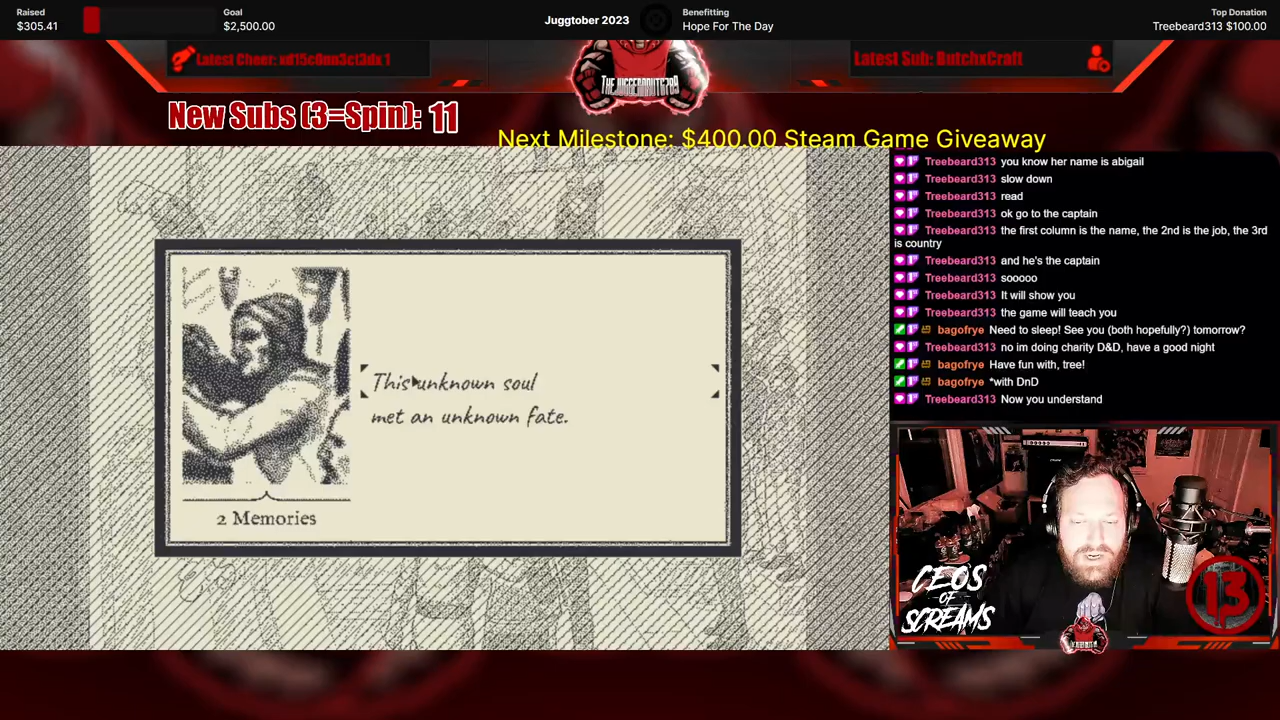 Raised
$305.41
Goal
$2,500.00
Juggtober 2023
Benefitting
Hope For The Day
Top Donation
Treebeard313 $100.00
Latest Cheer:
Latest Sub: ButchxCraft
THEJUGGERNAUT6789
New Subs (3=Spin): 11
Next Milestone: $400.00 Steam Game Giveaway
Treebeard313 you know her name is abigail
Treebeard313 slow down
Treebeard313 read
Treebeard313 ok go to the captain
Treebeard313 the first column is the name, the 2nd is the job, the 3rd
is country
Treebeard313 and he's the captain
Treebeard313 sooooo
Treebeard313 It will show you
Treebeard313 the game will teach you
bagofrye Need to sleep! See you (both hopefully?) tomorrow?
Treebeard313 no im doing charity D&D, have a good night
bagofrye Have fun with, tree!
bagofrye *with DnD
Treebeard313 Now you understand
This unknown soul
met an unknown fate.
2 Memories
CEOS
OF
SCREAMS
13